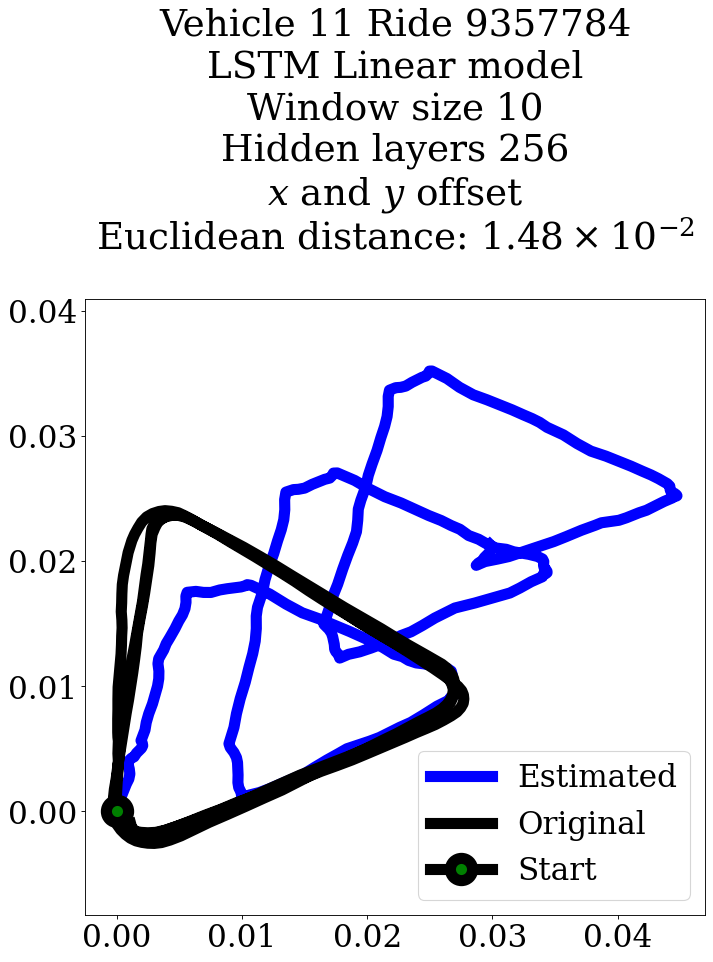 Vehicle 11 Ride 9357784
LSTM Linear model
Window size 10
Hidden layers 256
x and y offset
Euclidean distance: 1.48 × 10⁻²
0.04
0.03
0.02
0.01
0.00
0.00 0.01 0.02 0.03 0.04
Estimated
Original
Start